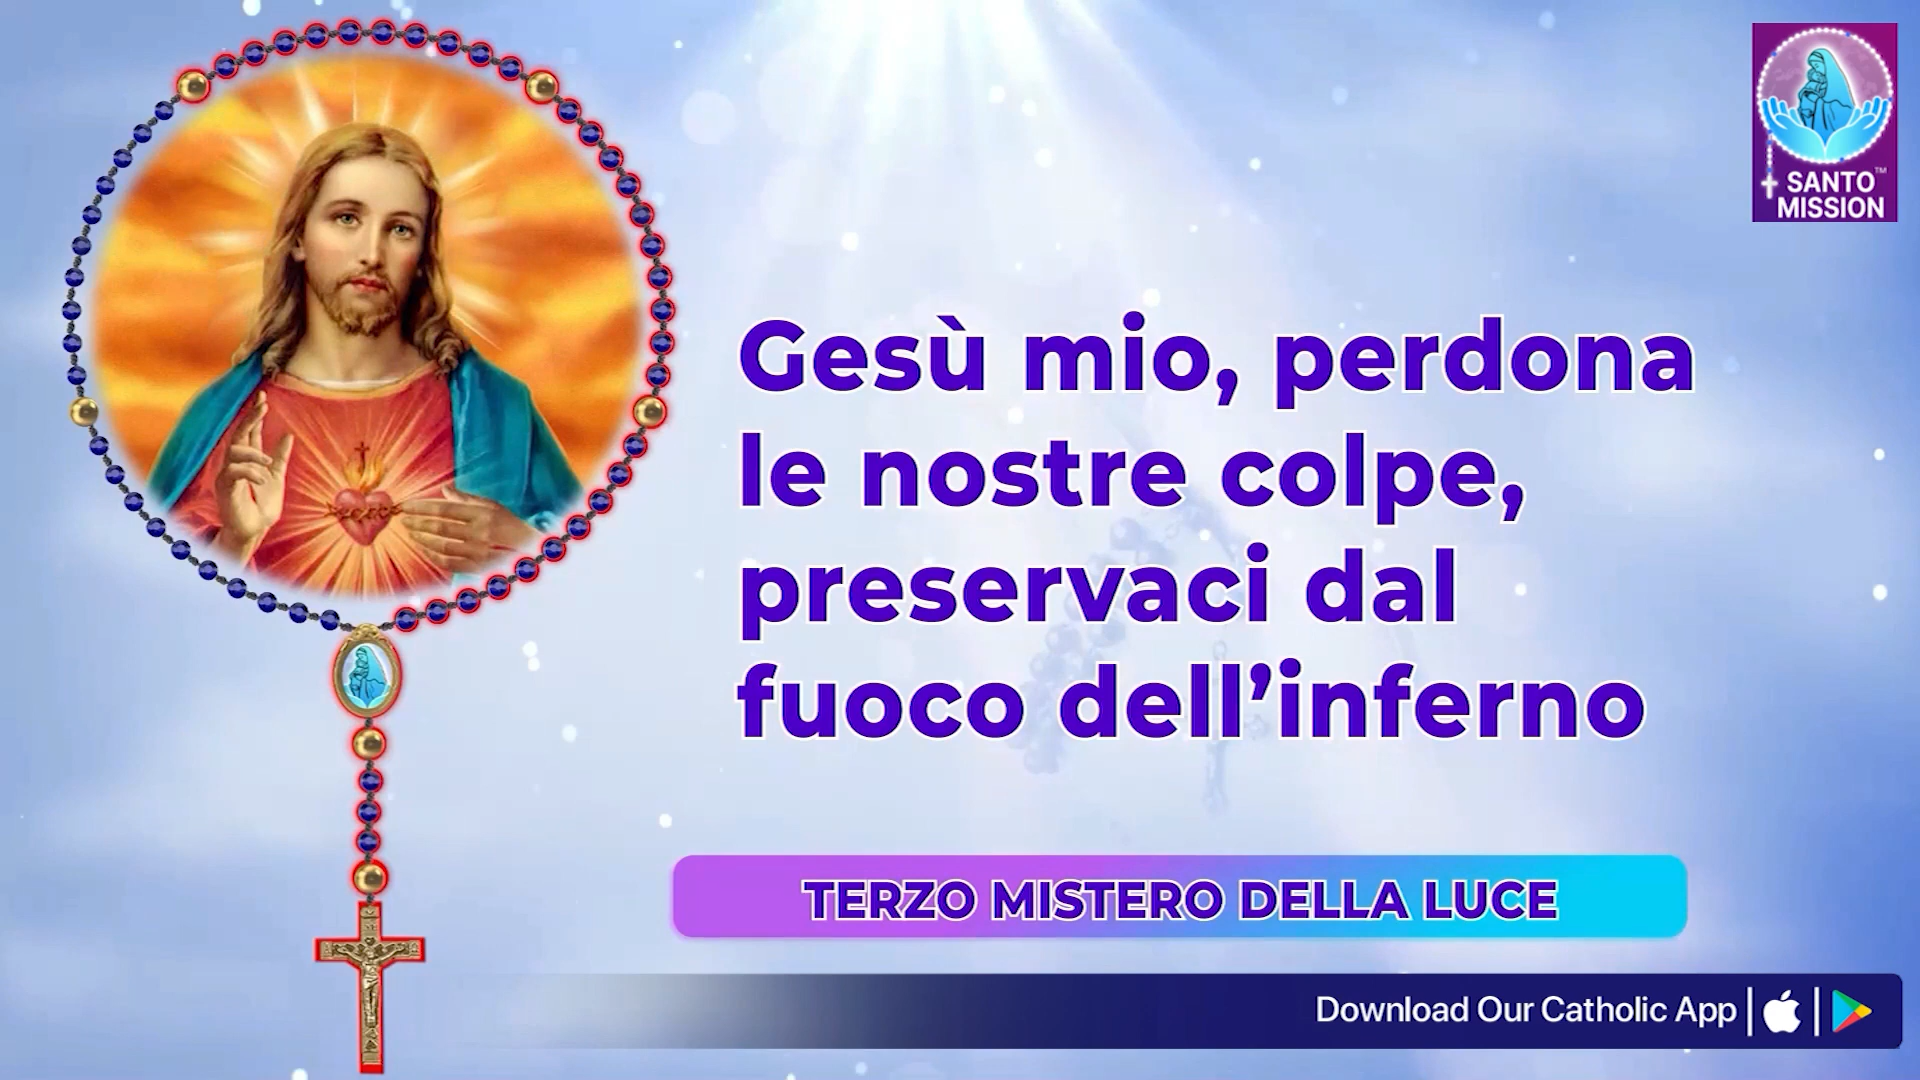 SANTO™
MISSION
Gesù mio, perdona
le nostre colpe,
preservaci dal
fuoco dell’inferno
TERZO MISTERO DELLA LUCE
Download Our Catholic App